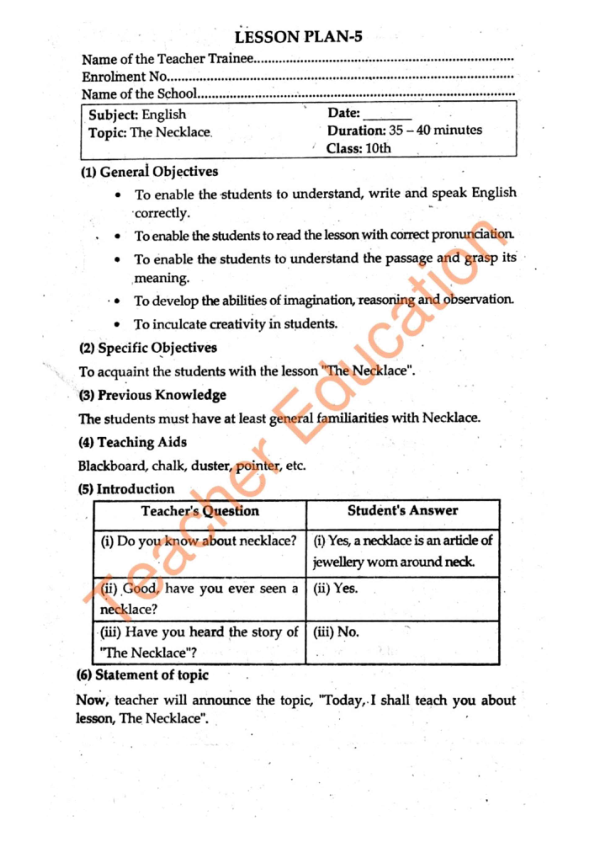 LESSON PLAN-5
Name of the Teacher Trainee........................................................................
Enrolment No................................................................................................
Name of the School........................................................................................
Subject: English Date: _______
Topic: The Necklace. Duration: 35 – 40 minutes
Class: 10th
(1) General Objectives
• To enable the students to understand, write and speak English
correctly.
• To enable the students to read the lesson with correct pronunciation.
• To enable the students to understand the passage and grasp its
meaning.
• To develop the abilities of imagination, reasoning and observation.
• To inculcate creativity in students.
(2) Specific Objectives
To acquaint the students with the lesson "The Necklace".
(3) Previous Knowledge
The students must have at least general familiarities with Necklace.
(4) Teaching Aids
Blackboard, chalk, duster, pointer, etc.
(5) Introduction
Teacher's Question Student's Answer
(i) Do you know about necklace? (i) Yes, a necklace is an article of
jewellery worn around neck.
(ii) Good, have you ever seen a (ii) Yes.
necklace?
(iii) Have you heard the story of (iii) No.
"The Necklace"?
(6) Statement of topic
Now, teacher will announce the topic, "Today, I shall teach you about
lesson, The Necklace".
Teacher Education